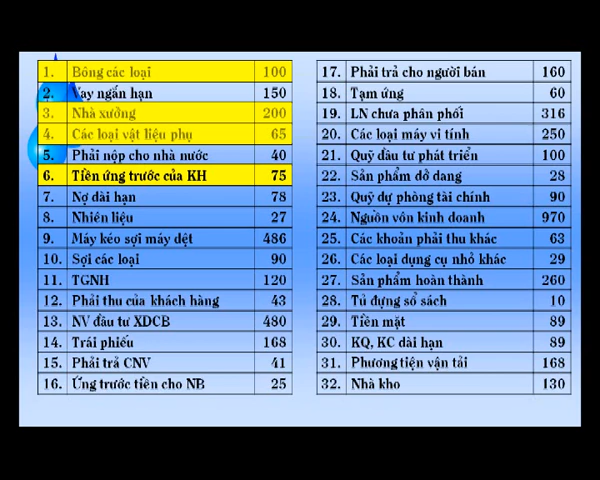 1. Bông các loại 100
2. Vay ngắn hạn 150
3. Nhà xưởng 200
4. Các loại vật liệu phụ 65
5. Phải nộp cho nhà nước 40
6. Tiền ứng trước của KH 75
7. Nợ dài hạn 78
8. Nhiên liệu 27
9. Máy kéo sợi máy dệt 486
10. Sợi các loại 90
11. TGNH 120
12. Phải thu của khách hàng 43
13. NV đầu tư XDCB 480
14. Trái phiếu 168
15. Phải trả CNV 41
16. Ứng trước tiền cho NB 25
17. Phải trả cho người bán 160
18. Tạm ứng 60
19. LN chưa phân phối 316
20. Các loại máy vi tính 250
21. Quỹ đầu tư phát triển 100
22. Sản phẩm dở dang 28
23. Quỹ dự phòng tài chính 90
24. Nguồn vốn kinh doanh 970
25. Các khoản phải thu khác 63
26. Các loại dụng cụ nhỏ khác 29
27. Sản phẩm hoàn thành 260
28. Tủ đựng sổ sách 10
29. Tiền mặt 89
30. KQ, KC dài hạn 89
31. Phương tiện vận tải 168
32. Nhà kho 130